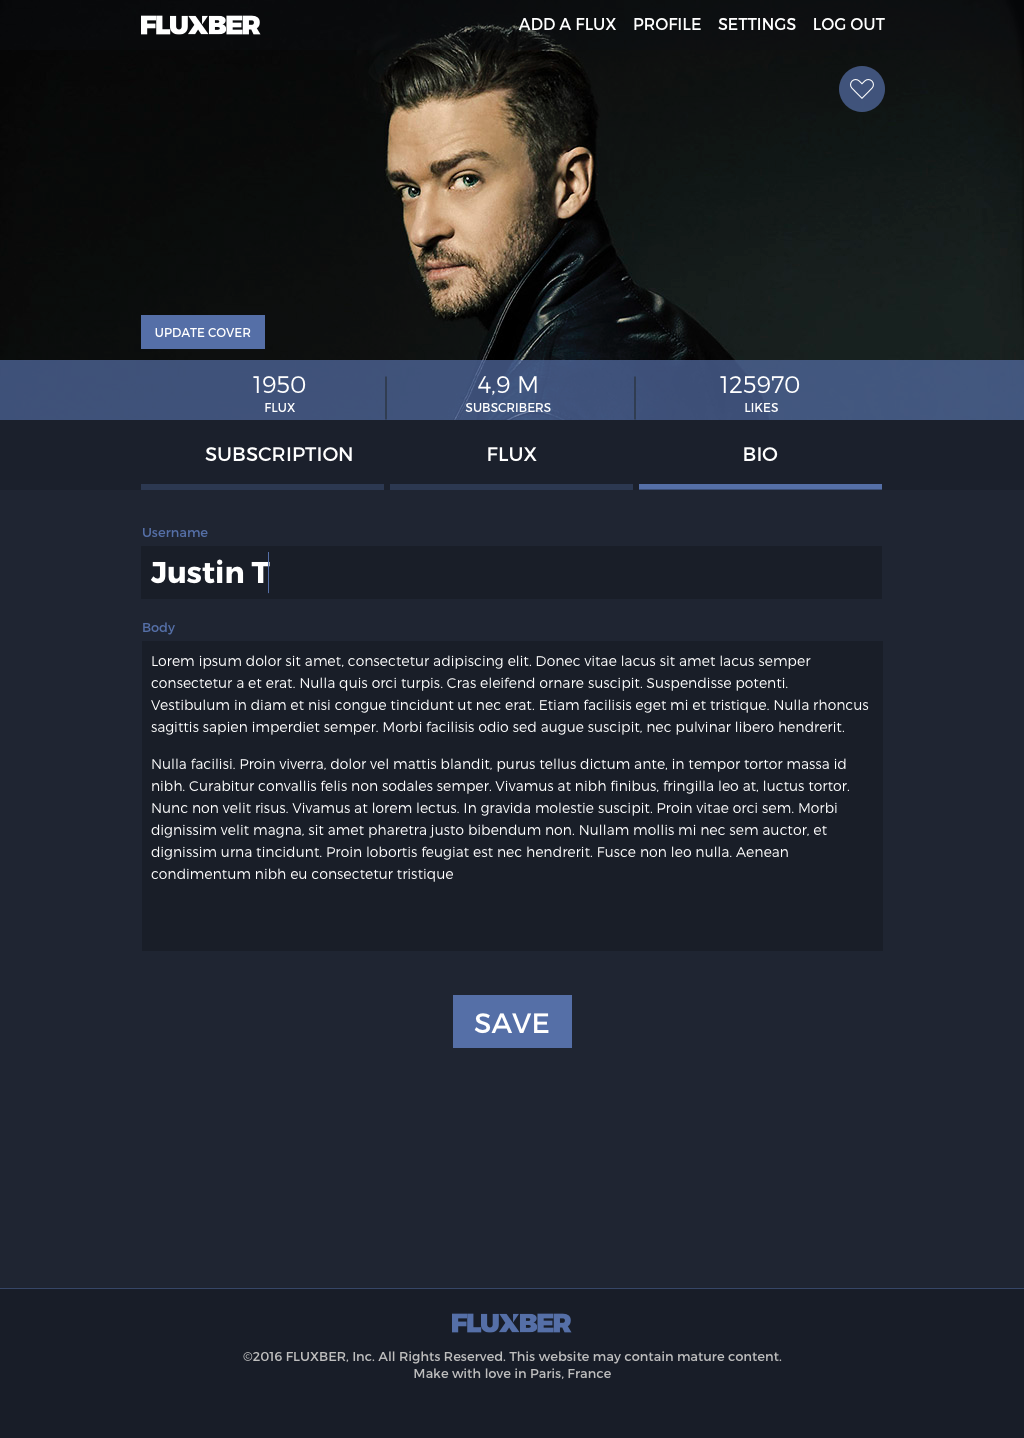 FLUXBER ADD A FLUX PROFILE SETTINGS LOG OUT
UPDATE COVER
1950 4,9 M 125970
FLUX SUBSCRIBERS LIKES
SUBSCRIPTION FLUX BIO
Username
Justin T
Body
Lorem ipsum dolor sit amet, consectetur adipiscing elit. Donec vitae lacus sit amet lacus semper
consectetur a et erat. Nulla quis orci turpis. Cras eleifend ornare suscipit. Suspendisse potenti.
Vestibulum in diam et nisi congue tincidunt ut nec erat. Etiam facilisis eget mi et tristique. Nulla rhoncus
sagittis sapien imperdiet semper. Morbi facilisis odio sed augue suscipit, nec pulvinar libero hendrerit.
Nulla facilisi. Proin viverra, dolor vel mattis blandit, purus tellus dictum ante, in tempor tortor massa id
nibh. Curabitur convallis felis non sodales semper. Vivamus at nibh finibus, fringilla leo at, luctus tortor.
Nunc non velit risus. Vivamus at lorem lectus. In gravida molestie suscipit. Proin vitae orci sem. Morbi
dignissim velit magna, sit amet pharetra justo bibendum non. Nullam mollis mi nec sem auctor, et
dignissim urna tincidunt. Proin lobortis feugiat est nec hendrerit. Fusce non leo nulla. Aenean
condimentum nibh eu consectetur tristique
SAVE
FLUXBER
©2016 FLUXBER, Inc. All Rights Reserved. This website may contain mature content.
Make with love in Paris, France